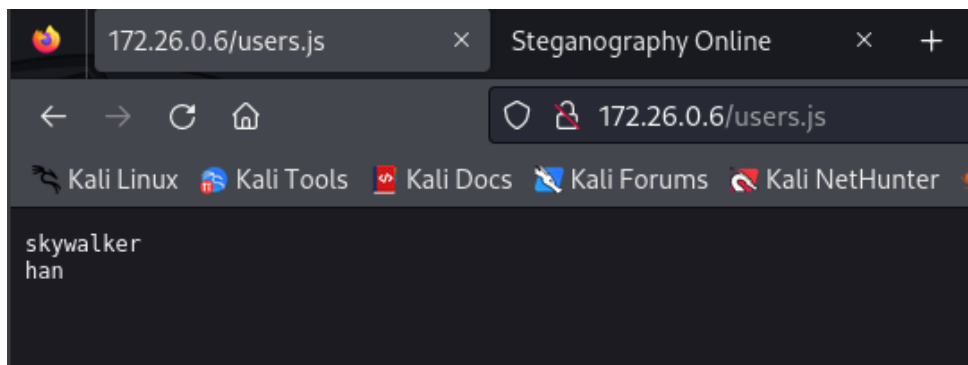 172.26.0.6/users.js × Steganography Online × +
172.26.0.6/users.js
Kali Linux Kali Tools Kali Docs Kali Forums Kali NetHunter
skywalker
han